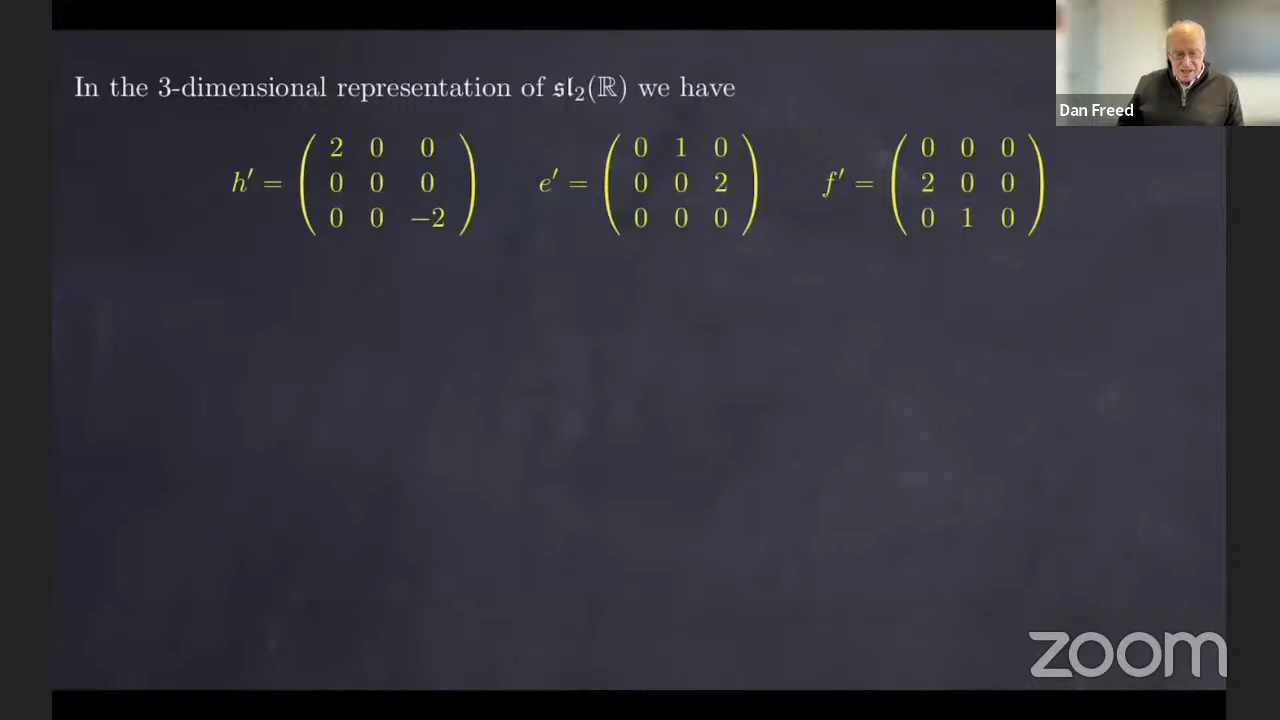 In the 3-dimensional representation of 𝔰𝔩₂(ℝ) we have
h′ = ( 2 0 0 ; 0 0 0 ; 0 0 −2 )   e′ = ( 0 1 0 ; 0 0 2 ; 0 0 0 )   f′ = ( 0 0 0 ; 2 0 0 ; 0 1 0 )
Dan Freed
zoom